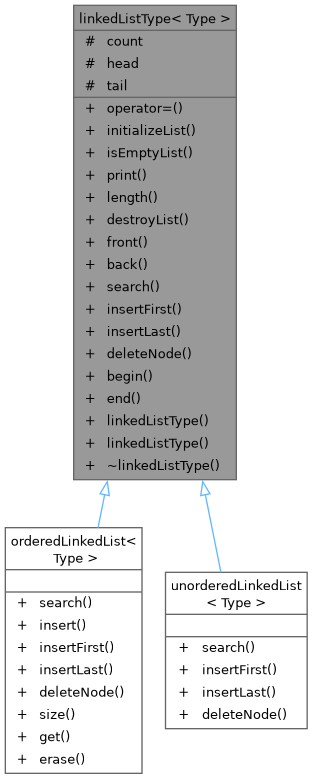 linkedListType< Type >
# count
# head
# tail
+ operator=()
+ initializeList()
+ isEmptyList()
+ print()
+ length()
+ destroyList()
+ front()
+ back()
+ search()
+ insertFirst()
+ insertLast()
+ deleteNode()
+ begin()
+ end()
+ linkedListType()
+ linkedListType()
+ ~linkedListType()
orderedLinkedList<
Type >
+ search()
+ insert()
+ insertFirst()
+ insertLast()
+ deleteNode()
+ size()
+ get()
+ erase()
unorderedLinkedList
< Type >
+ search()
+ insertFirst()
+ insertLast()
+ deleteNode()